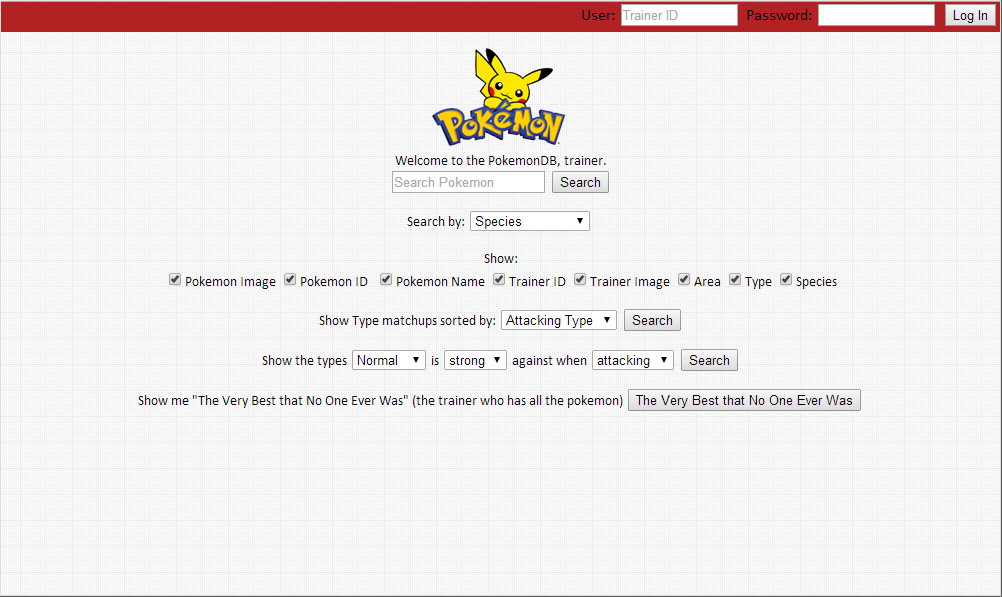 User: Trainer ID Password: Log In
POKéMON
Welcome to the PokemonDB, trainer.
Search Pokemon Search
Search by: Species
Show:
Pokemon Image Pokemon ID Pokemon Name Trainer ID Trainer Image Area Type Species
Show Type matchups sorted by: Attacking Type Search
Show the types Normal is strong against when attacking Search
Show me "The Very Best that No One Ever Was" (the trainer who has all the pokemon) The Very Best that No One Ever Was